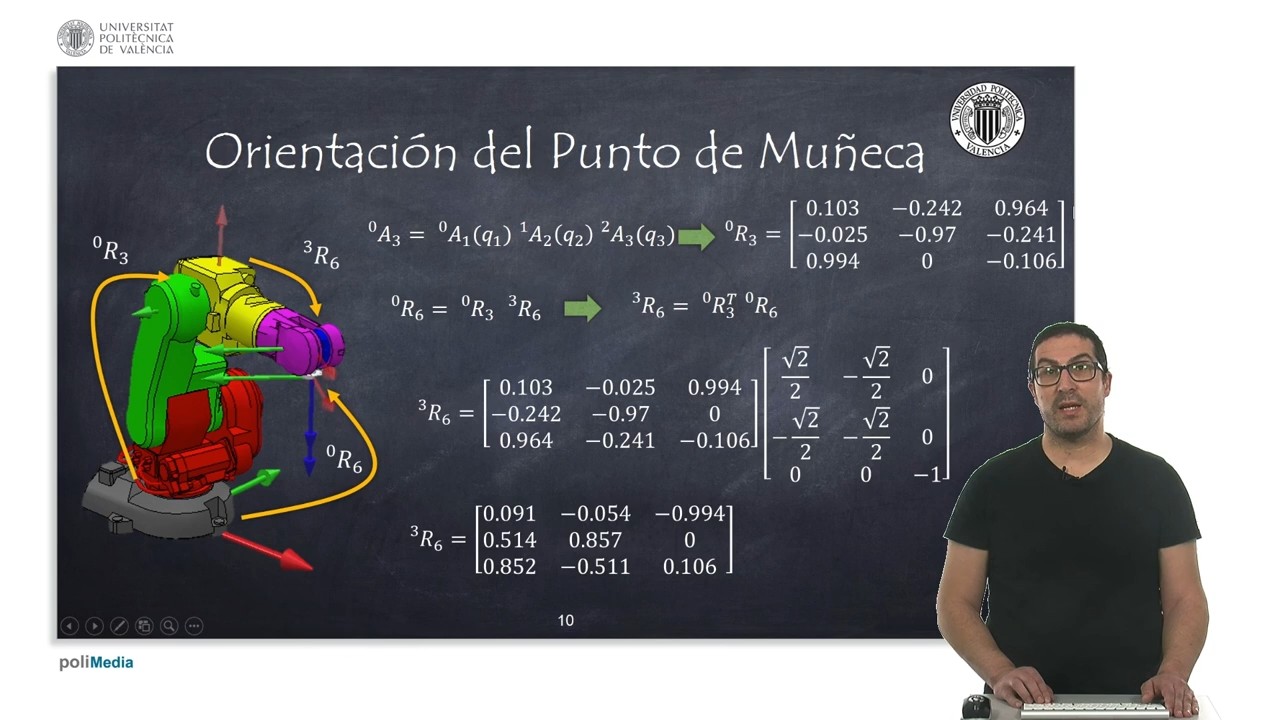 UNIVERSITAT
POLITÈCNICA
DE VALÈNCIA
UNIVERSIDAD POLITECNICA
VALENCIA
Orientación del Punto de Muñeca
⁰R₃
³R₆
⁰R₆
⁰A₃ = ⁰A₁(q₁) ¹A₂(q₂) ²A₃(q₃)
⁰R₃ =
0.103 −0.242 0.964
−0.025 −0.97 −0.241
0.994 0 −0.106
⁰R₆ = ⁰R₃ ³R₆
³R₆ = ⁰R₃ᵀ ⁰R₆
³R₆ =
0.103 −0.025 0.994
−0.242 −0.97 0
0.964 −0.241 −0.106
√2/2 −√2/2 0
−√2/2 −√2/2 0
0 0 −1
³R₆ =
0.091 −0.054 −0.994
0.514 0.857 0
0.852 −0.511 0.106
10
poliMedia